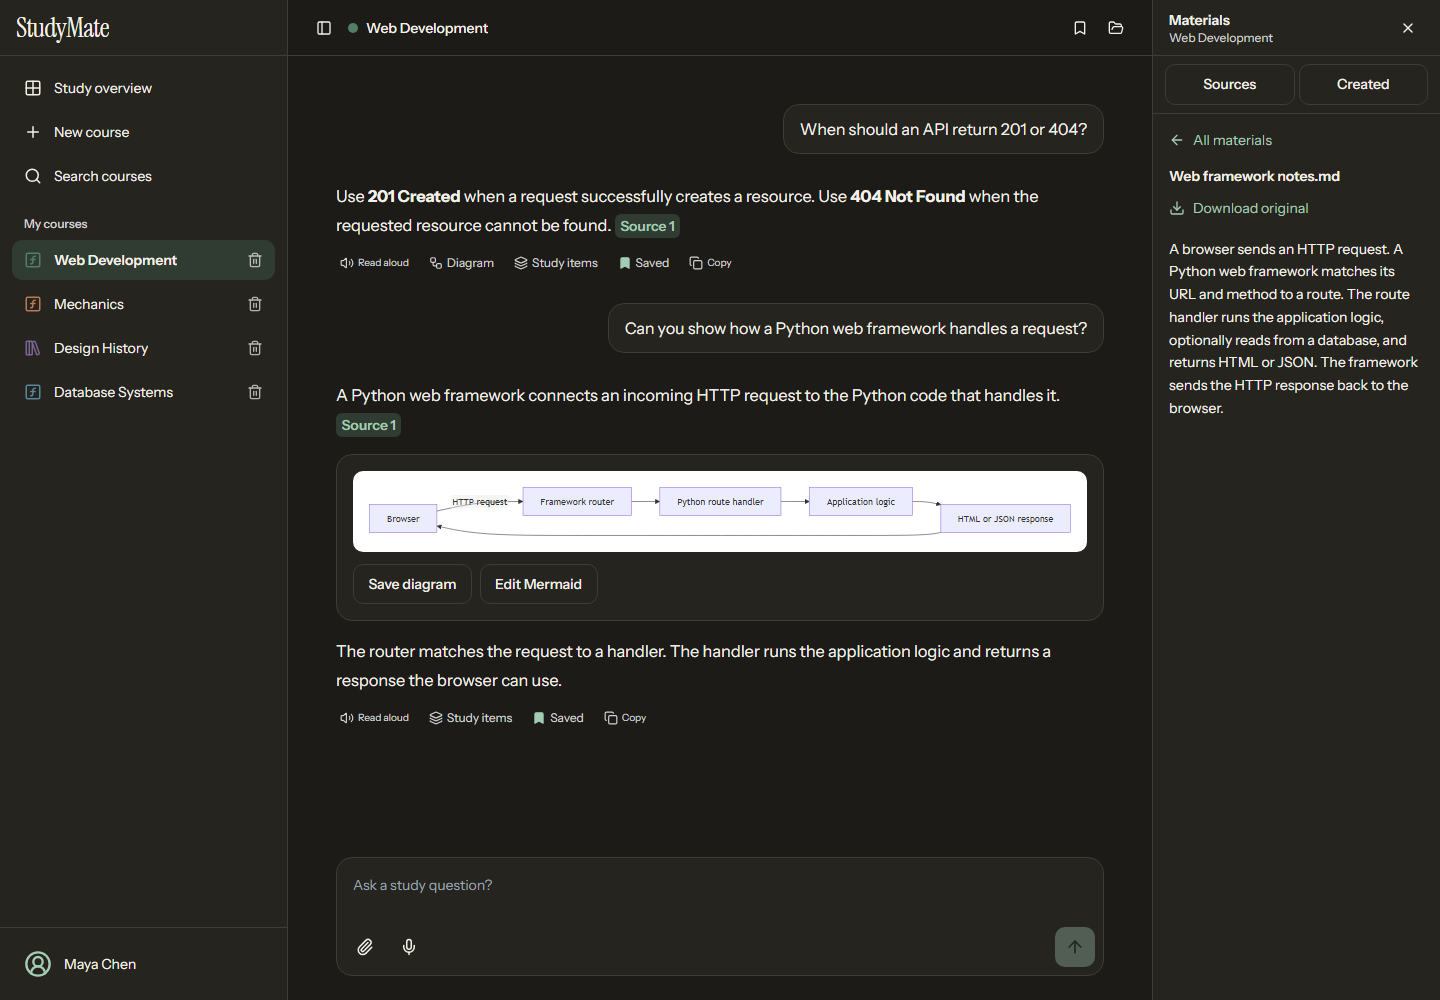 StudyMate
Study overview
New course
Search courses
My courses
Web Development
Mechanics
Design History
Database Systems
Maya Chen
Web Development
When should an API return 201 or 404?
Use 201 Created when a request successfully creates a resource. Use 404 Not Found when the
requested resource cannot be found. Source 1
Read aloud Diagram Study items Saved Copy
Can you show how a Python web framework handles a request?
A Python web framework connects an incoming HTTP request to the Python code that handles it.
Source 1
Browser
HTTP request
Framework router
Python route handler
Application logic
HTML or JSON response
Save diagram Edit Mermaid
The router matches the request to a handler. The handler runs the application logic and returns a
response the browser can use.
Read aloud Study items Saved Copy
Ask a study question?
Materials
Web Development
Sources Created
All materials
Web framework notes.md
Download original
A browser sends an HTTP request. A
Python web framework matches its
URL and method to a route. The route
handler runs the application logic,
optionally reads from a database, and
returns HTML or JSON. The framework
sends the HTTP response back to the
browser.